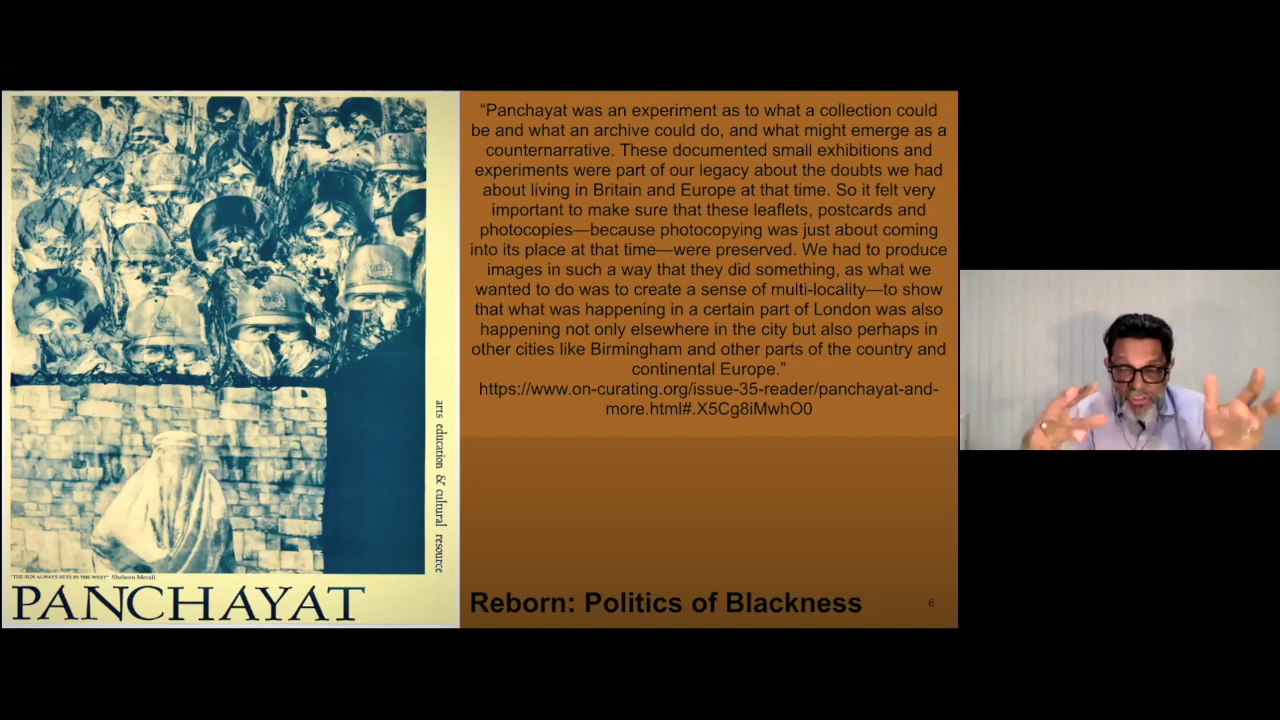 "THE SUN ALWAYS SETS IN THE WEST" Shaheen Merali
PANCHAYAT
arts education & cultural resource
“Panchayat was an experiment as to what a collection could
be and what an archive could do, and what might emerge as a
counternarrative. These documented small exhibitions and
experiments were part of our legacy about the doubts we had
about living in Britain and Europe at that time. So it felt very
important to make sure that these leaflets, postcards and
photocopies—because photocopying was just about coming
into its place at that time—were preserved. We had to produce
images in such a way that they did something, as what we
wanted to do was to create a sense of multi-locality—to show
that what was happening in a certain part of London was also
happening not only elsewhere in the city but also perhaps in
other cities like Birmingham and other parts of the country and
continental Europe.”
https://www.on-curating.org/issue-35-reader/panchayat-and-
more.html#.X5Cg8iMwhO0
Reborn: Politics of Blackness
6